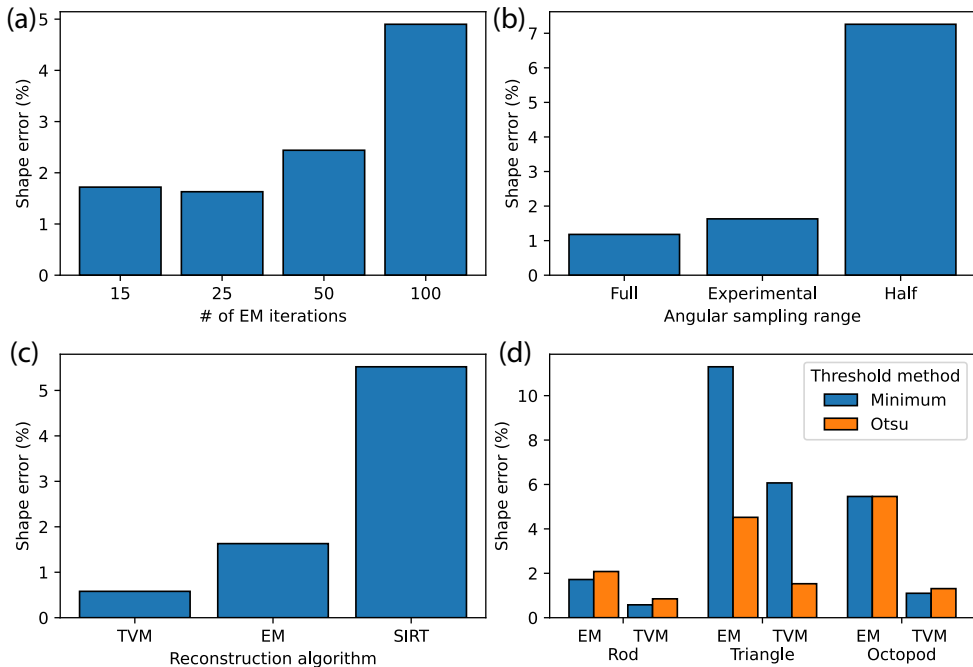 (a)
Shape error (%)
5
4
3
2
1
0
15 25 50 100
# of EM iterations
(b)
Shape error (%)
7
6
5
4
3
2
1
0
Full Experimental Half
Angular sampling range
(c)
Shape error (%)
5
4
3
2
1
0
TVM EM SIRT
Reconstruction algorithm
(d)
Shape error (%)
10
8
6
4
2
0
Threshold method
Minimum
Otsu
EM TVM EM TVM EM TVM
Rod Triangle Octopod